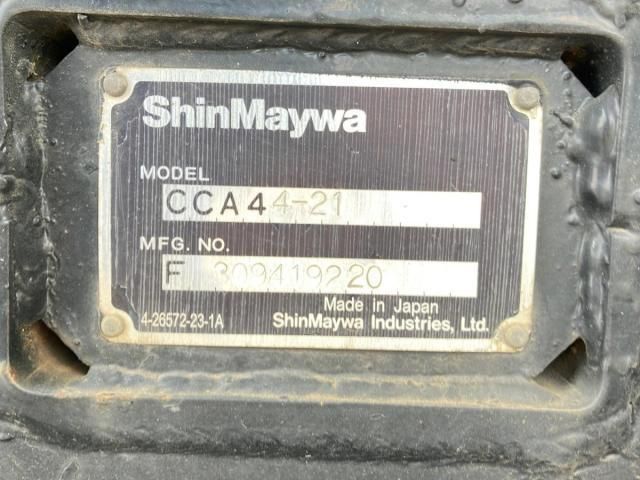 ShinMaywa
MODEL
CCA44-21
MFG. NO.
F 309419220
Made in Japan
4-26572-23-1A
ShinMaywa Industries, Ltd.